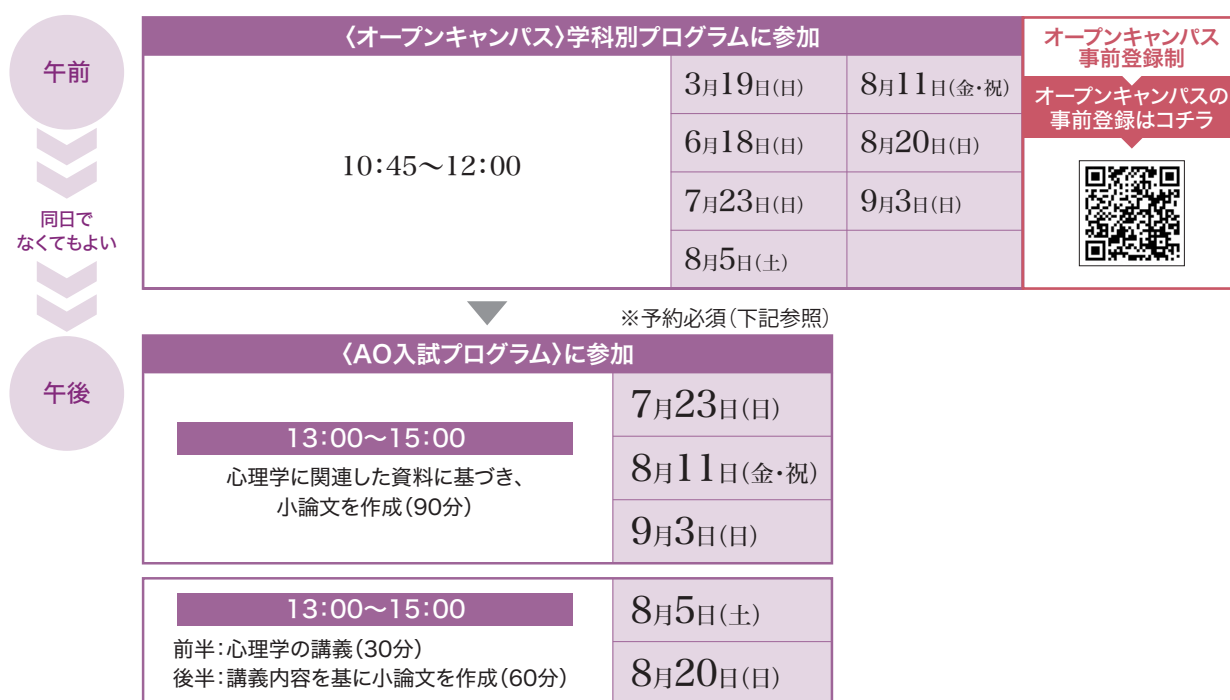 午前
同日で
なくてもよい
午後
〈オープンキャンパス〉学科別プログラムに参加
10:45〜12:00
3月19日(日)
8月11日(金・祝)
6月18日(日)
8月20日(日)
7月23日(日)
9月3日(日)
8月5日(土)
オープンキャンパス
事前登録制
オープンキャンパスの
事前登録はコチラ
※予約必須(下記参照)
〈AO入試プログラム〉に参加
13:00〜15:00
心理学に関連した資料に基づき、
小論文を作成(90分)
7月23日(日)
8月11日(金・祝)
9月3日(日)
13:00〜15:00
前半:心理学の講義(30分)
後半:講義内容を基に小論文を作成(60分)
8月5日(土)
8月20日(日)